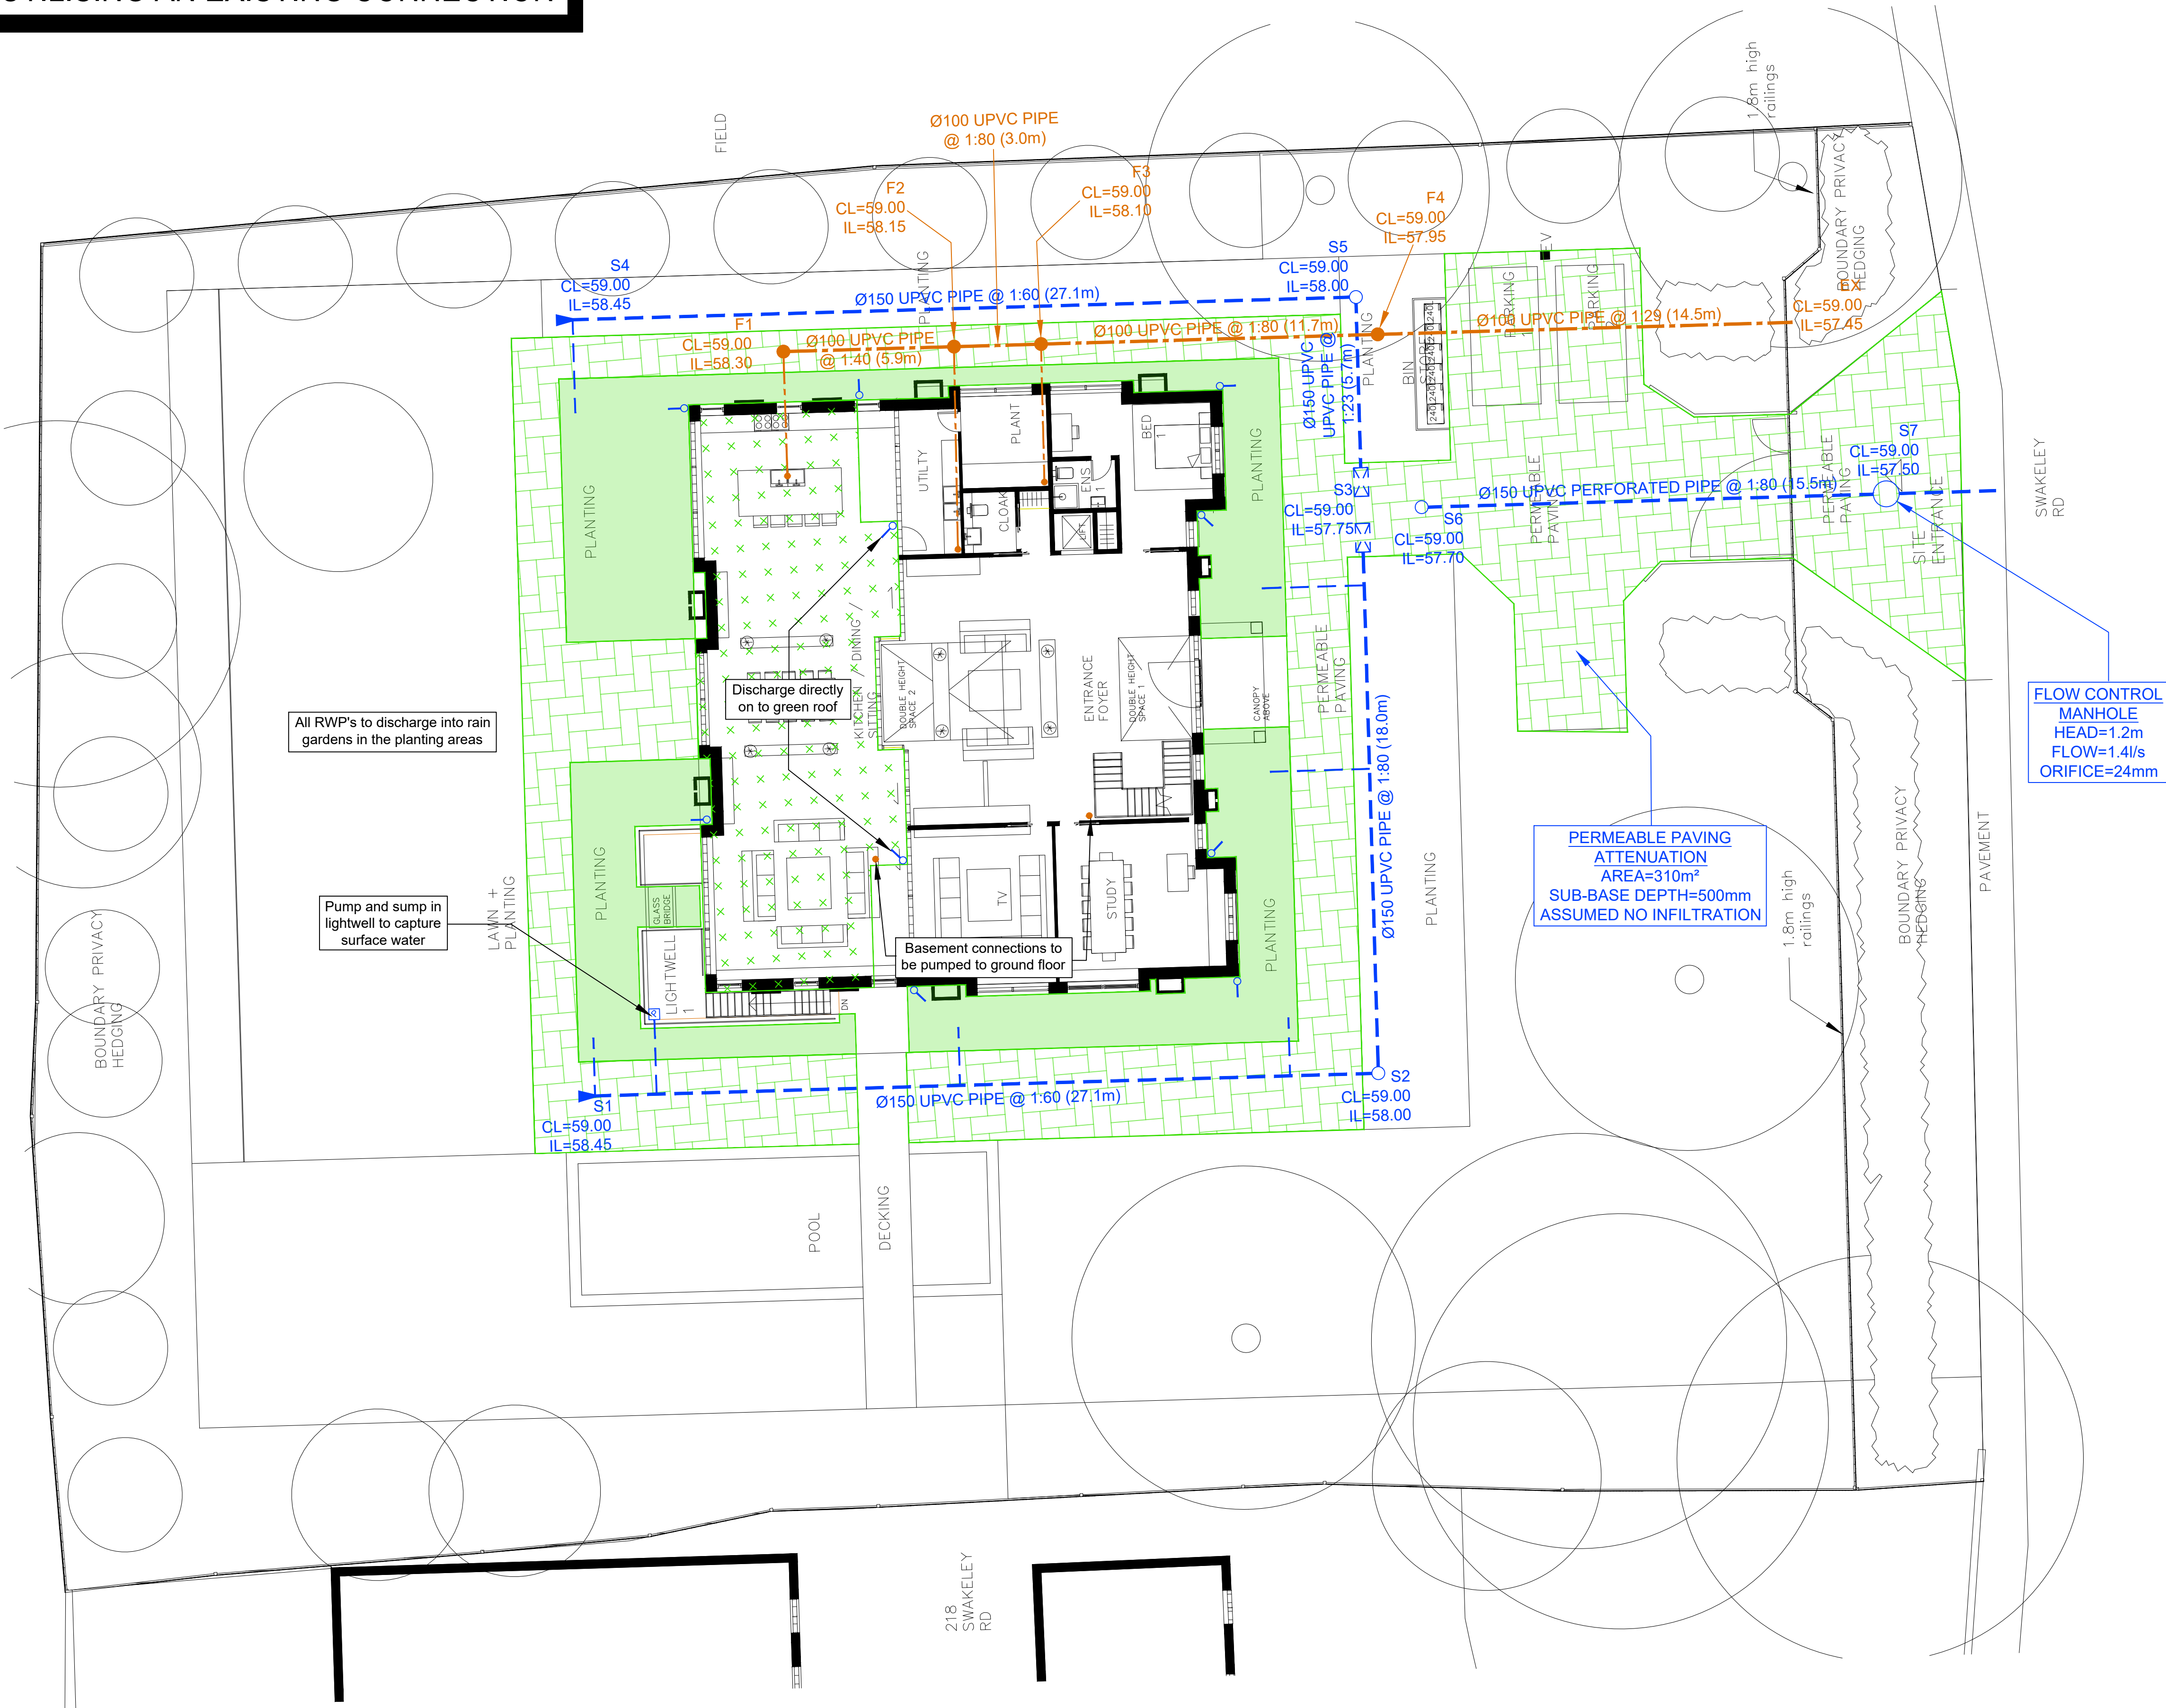 FIELD
1.8m high
railings
Ø100 UPVC PIPE
@ 1:80 (3.0m)
F2
CL=59.00
IL=58.15
F3
CL=59.00
IL=58.10
F4
CL=59.00
IL=57.95
BOUNDARY PRIVACY
HEDGING
EV
S4
CL=59.00
IL=58.45
PLANTING
Ø150 UPVC PIPE @ 1:60 (27.1m)
S5
CL=59.00
IL=58.00
F1
CL=59.00
IL=58.30
Ø100 UPVC PIPE
@ 1:40 (5.9m)
Ø100 UPVC PIPE @ 1:80 (11.7m)
Ø150 UPVC
UPVC PIPE @
1:23 (5.7m)
PLANTING
BIN
STORE
PARKING
1
PARKING
Ø100 UPVC PIPE @ 1:29 (14.5m)
EX
CL=59.00
IL=57.45
PLANTING
UTILTY
PLANT
CLOAK
ENS
1
LIFT
BED
1
PLANTING
S3
CL=59.00
IL=57.75
S6
CL=59.00
IL=57.70
Ø150 UPVC PERFORATED PIPE @ 1:80 (15.5m)
PERMEABLE
PAVING
PERMEABLE
PAVING
S7
CL=59.00
IL=57.50
SITE
ENTRANCE
SWAKELEY
RD
All RWP's to discharge into rain
gardens in the planting areas
Discharge directly
on to green roof
KITCHEN / DINING /
SITTING
DOUBLE HEIGHT
SPACE 2
ENTRANCE
FOYER
DOUBLE HEIGHT
SPACE 1
CANOPY
ABOVE
PERMEABLE
PAVING
Ø150 UPVC PIPE @ 1:80 (18.0m)
FLOW CONTROL
MANHOLE
HEAD=1.2m
FLOW=1.4l/s
ORIFICE=24mm
PERMEABLE PAVING
ATTENUATION
AREA=310m²
SUB-BASE DEPTH=500mm
ASSUMED NO INFILTRATION
Pump and sump in
lightwell to capture
surface water
LAWN +
PLANTING
PLANTING
GLASS
BRIDGE
LIGHTWELL
1
DN
TV
STUDY
Basement connections to
be pumped to ground floor
PLANTING
PLANTING
1.8m high
railings
BOUNDARY PRIVACY
HEDGING
PAVEMENT
BOUNDARY PRIVACY
HEDGING
S1
CL=59.00
IL=58.45
Ø150 UPVC PIPE @ 1:60 (27.1m)
S2
CL=59.00
IL=58.00
POOL
DECKING
218
SWAKELEY
RD